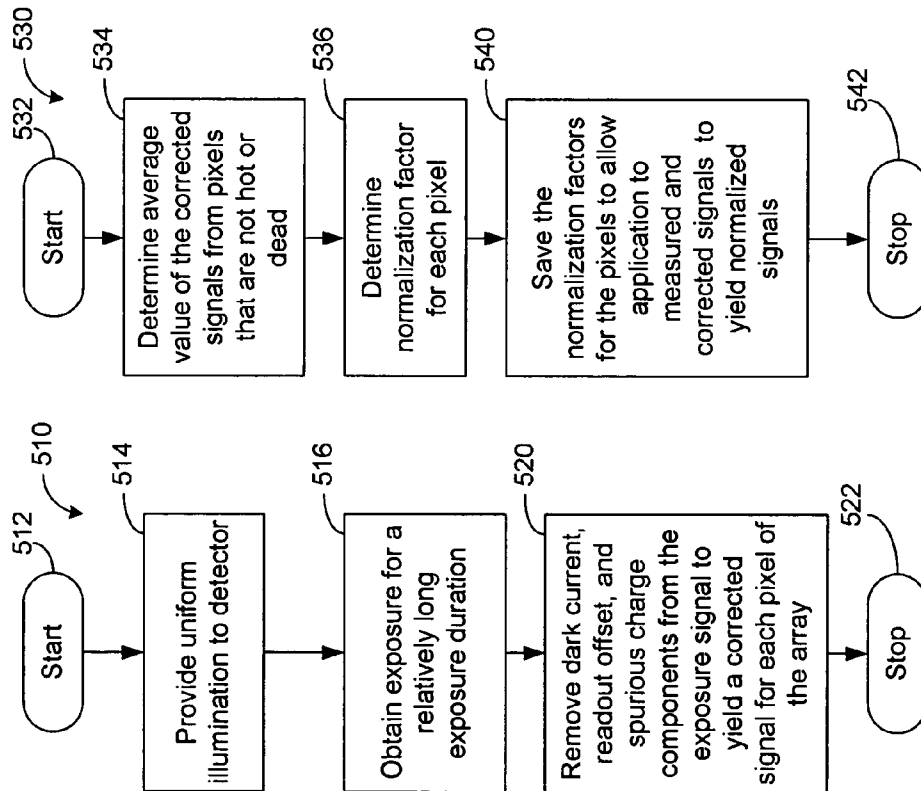 510
512
Start
514
Provide uniform
illumination to detector
516
Obtain exposure for a
relatively long
exposure duration
520
Remove dark current,
readout offset, and
spurious charge
components from the
exposure signal to
yield a corrected
signal for each pixel of
the array
522
Stop
530
532
Start
534
Determine average
value of the corrected
signals from pixels
that are not hot or
dead
536
Determine
normalization factor
for each pixel
540
Save the
normalization factors
for the pixels to allow
application to
measured and
corrected signals to
yield normalized
signals
542
Stop